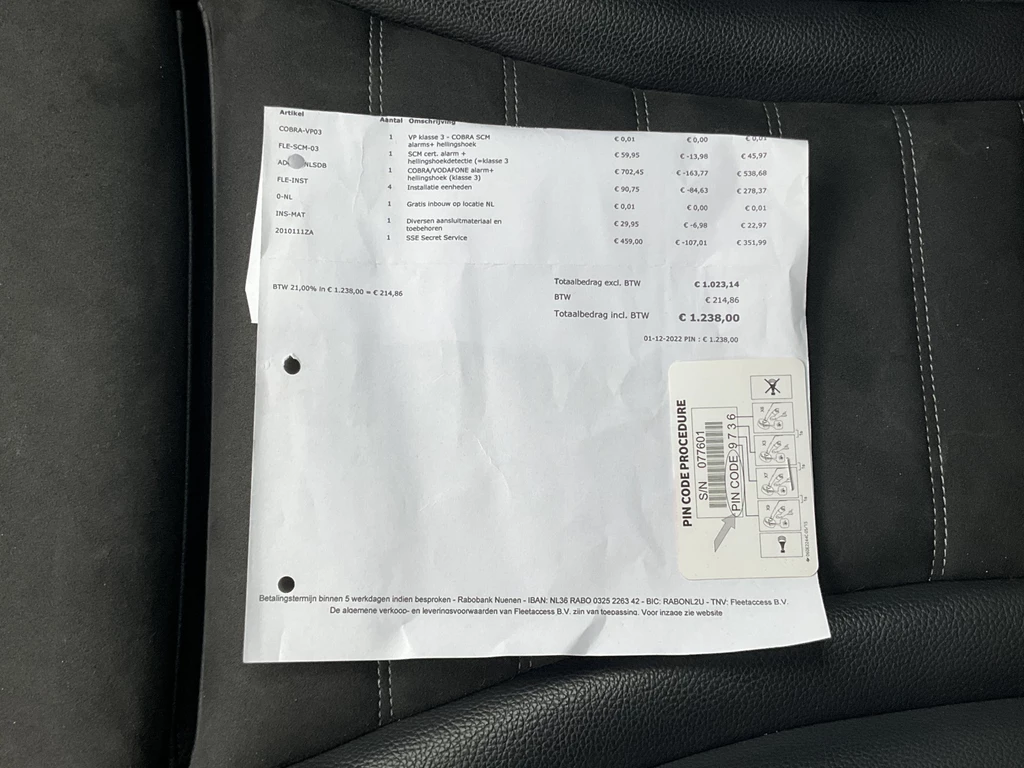 Artikel Aantal Omschrijving
COBRA-VP03 1 VP klasse 3 - COBRA SCM € 0,01 € 0,00 € 0,01
alarm+ hellingshoek
FLE-SCM-03 1 SCM cert. alarm + € 59,95 € -13,98 € 45,97
hellingshoekdetectie (=klasse 3
NLSDB 1 COBRA/VODAFONE alarm+ € 702,45 € -163,77 € 538,68
hellingshoek (klasse 3)
FLE-INST 4 Installatie eenheden € 90,75 € -84,63 € 278,37
0-NL 1 Gratis inbouw op locatie NL € 0,01 € 0,00 € 0,01
INS-MAT 1 Diversen aansluitmateriaal en € 29,95 € -6,98 € 22,97
toebehoren
2010111ZA 1 SSE Secret Service € 459,00 € -107,01 € 351,99
Totaalbedrag excl. BTW € 1.023,14
BTW 21,00% in € 1.238,00 = € 214,86
BTW € 214,86
Totaalbedrag incl. BTW € 1.238,00
01-12-2022 PIN : € 1.238,00
PIN CODE PROCEDURE
S/N 077601
PIN CODE 9736
Betalingstermijn binnen 5 werkdagen indien besproken - Rabobank Nuenen - IBAN: NL36 RABO 0325 2263 42 - BIC: RABONL2U - TNV: Fleetaccess B.V.
De algemene verkoop- en leveringsvoorwaarden van Fleetaccess B.V. zijn van toepassing. Voor inzage zie website